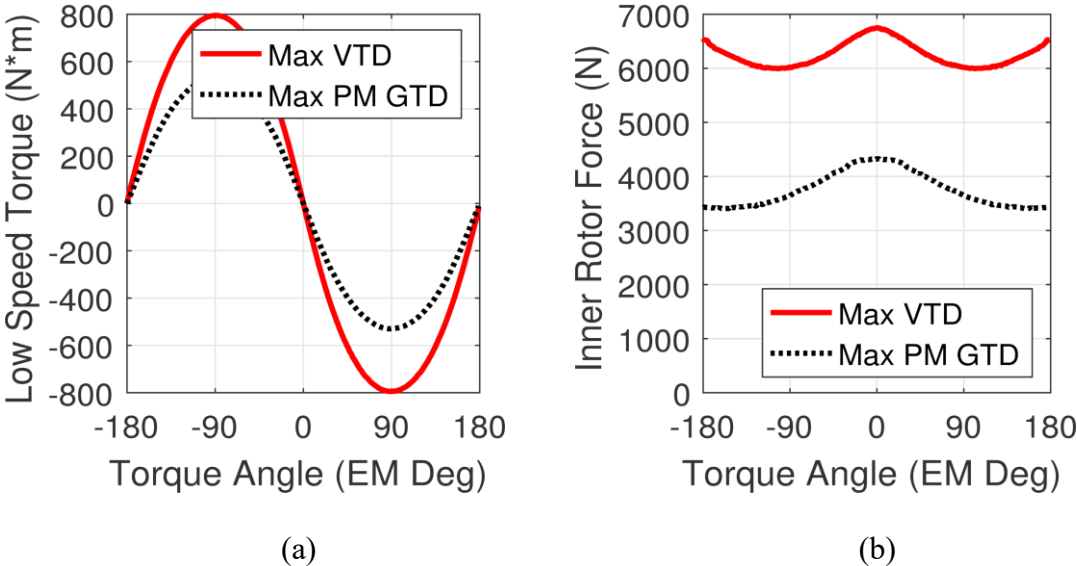 Low Speed Torque (N*m)
800
600
400
200
0
-200
-400
-600
-800
Max VTD
Max PM GTD
-180
-90
0
90
180
Torque Angle (EM Deg)
(a)
Inner Rotor Force (N)
7000
6000
5000
4000
3000
2000
1000
0
Max VTD
Max PM GTD
-180
-90
0
90
180
Torque Angle (EM Deg)
(b)